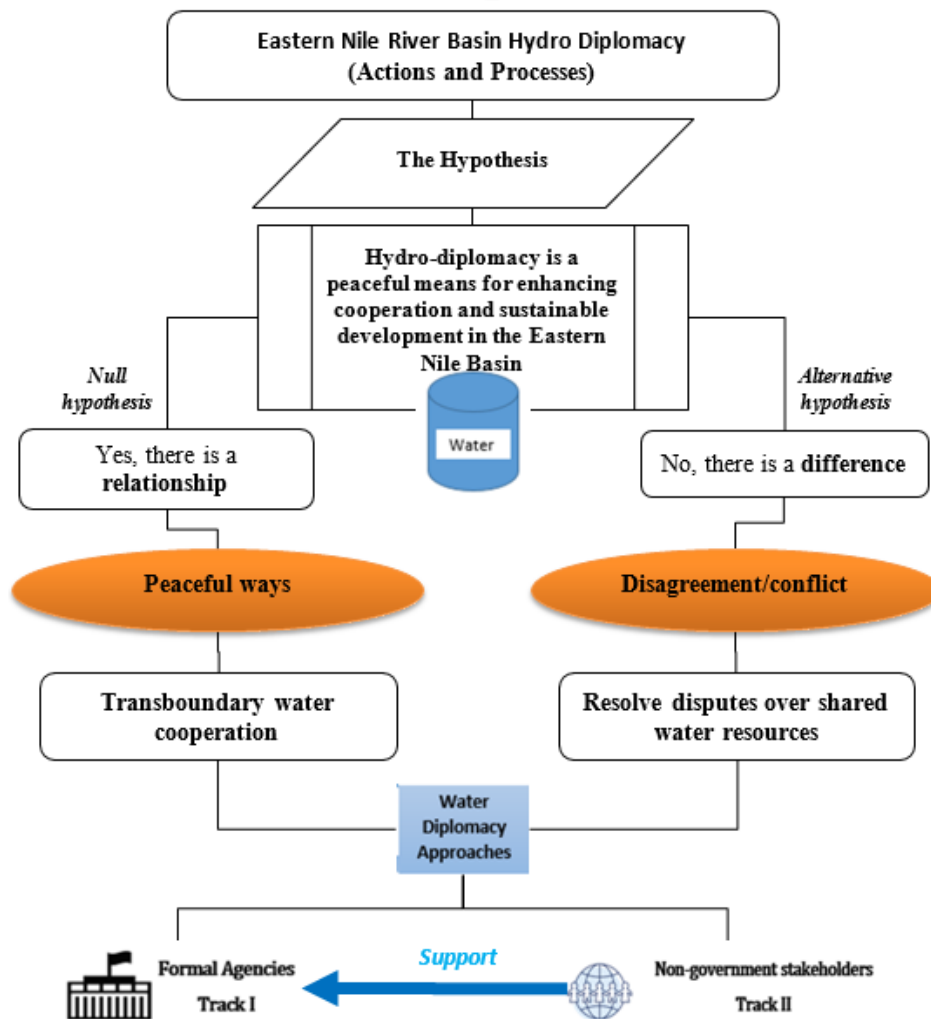 Eastern Nile River Basin Hydro Diplomacy
(Actions and Processes)
The Hypothesis
Hydro-diplomacy is a
peaceful means for enhancing
cooperation and sustainable
development in the Eastern
Nile Basin
Null
hypothesis
Alternative
hypothesis
Water
Yes, there is a
relationship
No, there is a difference
Peaceful ways
Disagreement/conflict
Transboundary water
cooperation
Resolve disputes over shared
water resources
Water
Diplomacy
Approaches
Support
Formal Agencies
Track I
Non-government stakeholders
Track II